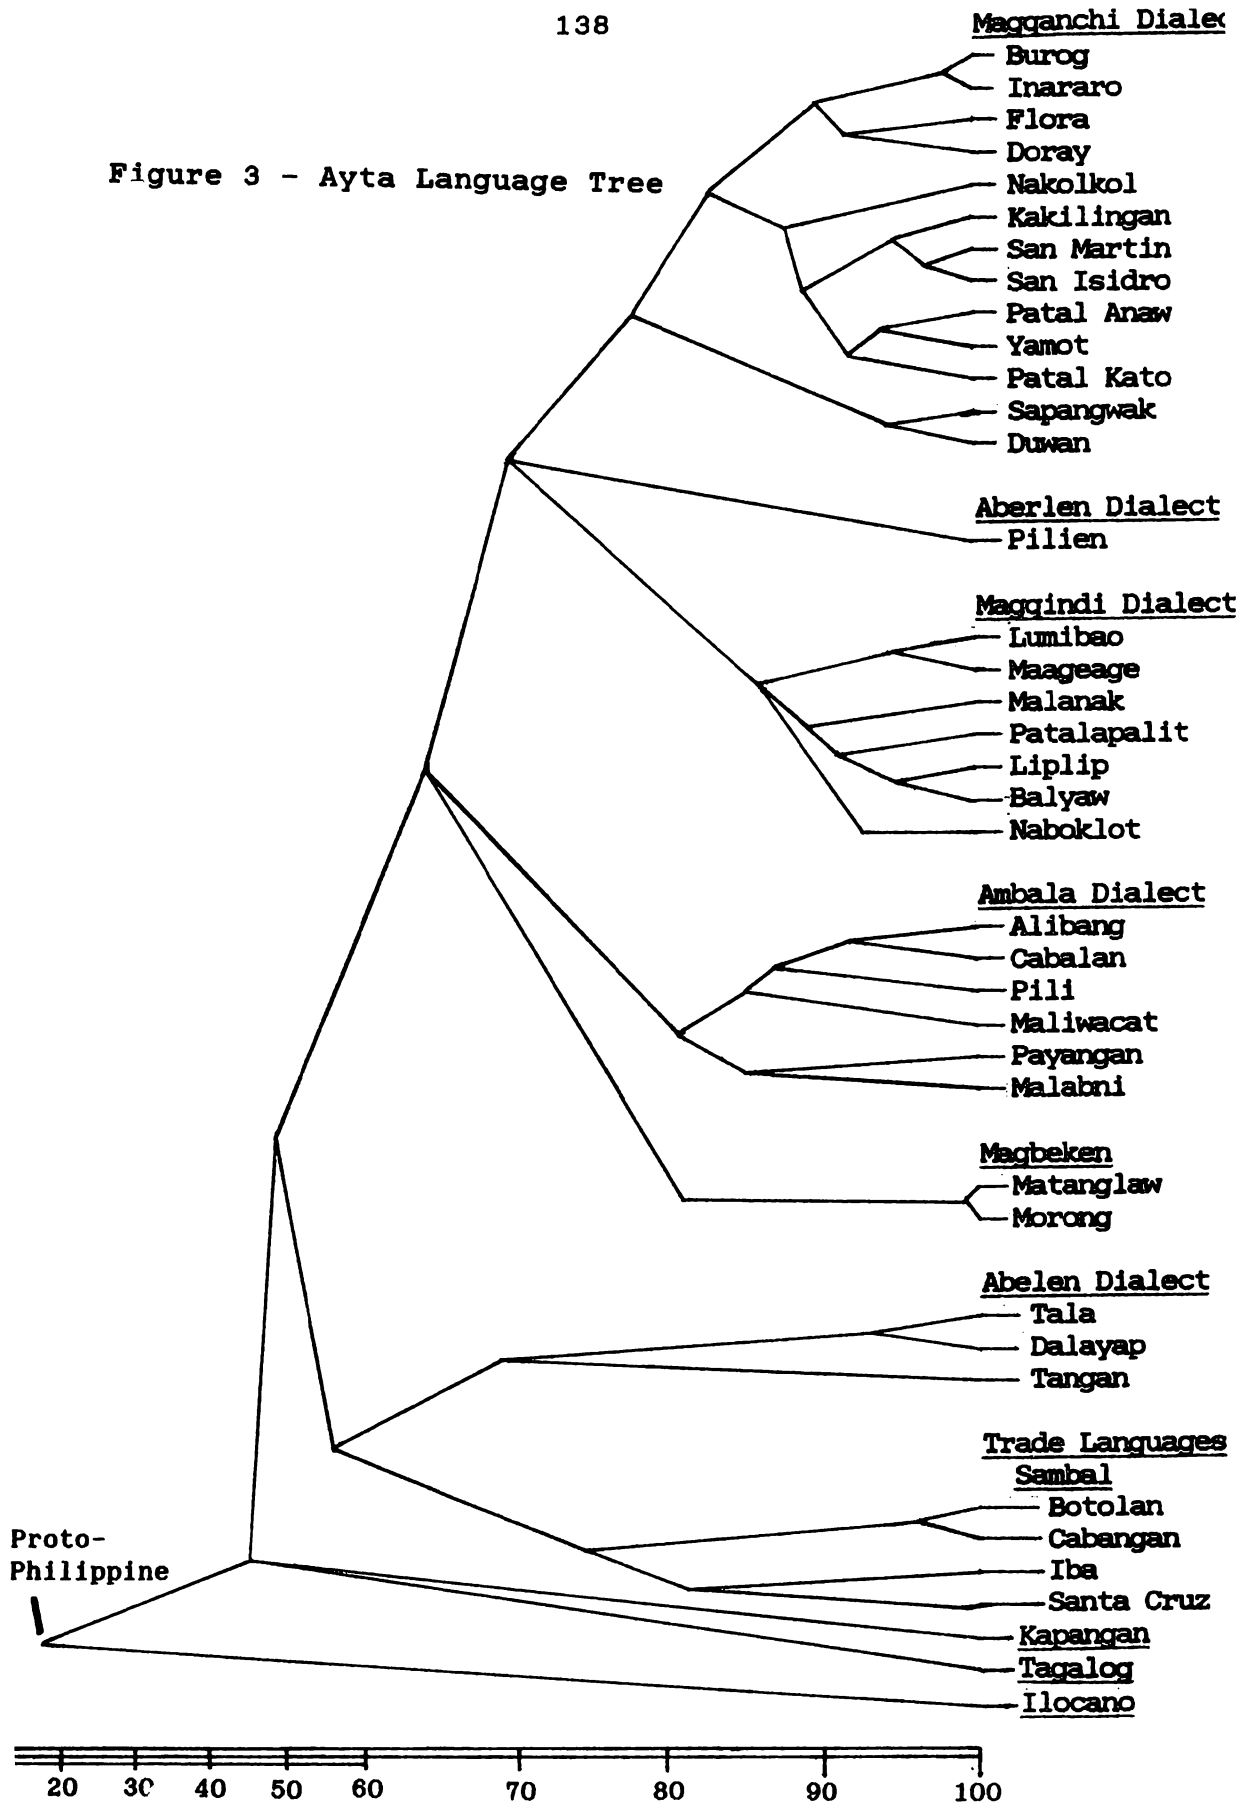 138
Magqanchi Dialec
Burog
Inararo
Flora
Doray
Figure 3 - Ayta Language Tree
Nakolkol
Kakilingan
San Martin
San Isidro
Patal Anaw
Yamot
Patal Kato
Sapangwak
Duwan
Aberlen Dialect
Pilien
Magqindi Dialect
Lumibao
Maageage
Malanak
Patalapalit
Liplip
Balyaw
Naboklot
Ambala Dialect
Alibang
Cabalan
Pili
Maliwacat
Payangan
Malabni
Magbeken
Matanglaw
Morong
Abelen Dialect
Tala
Dalayap
Tangan
Trade Languages
Sambal
Botolan
Cabangan
Iba
Santa Cruz
Kapangan
Tagalog
Ilocano
Proto-
Philippine
20 30 40 50 60 70 80 90 100